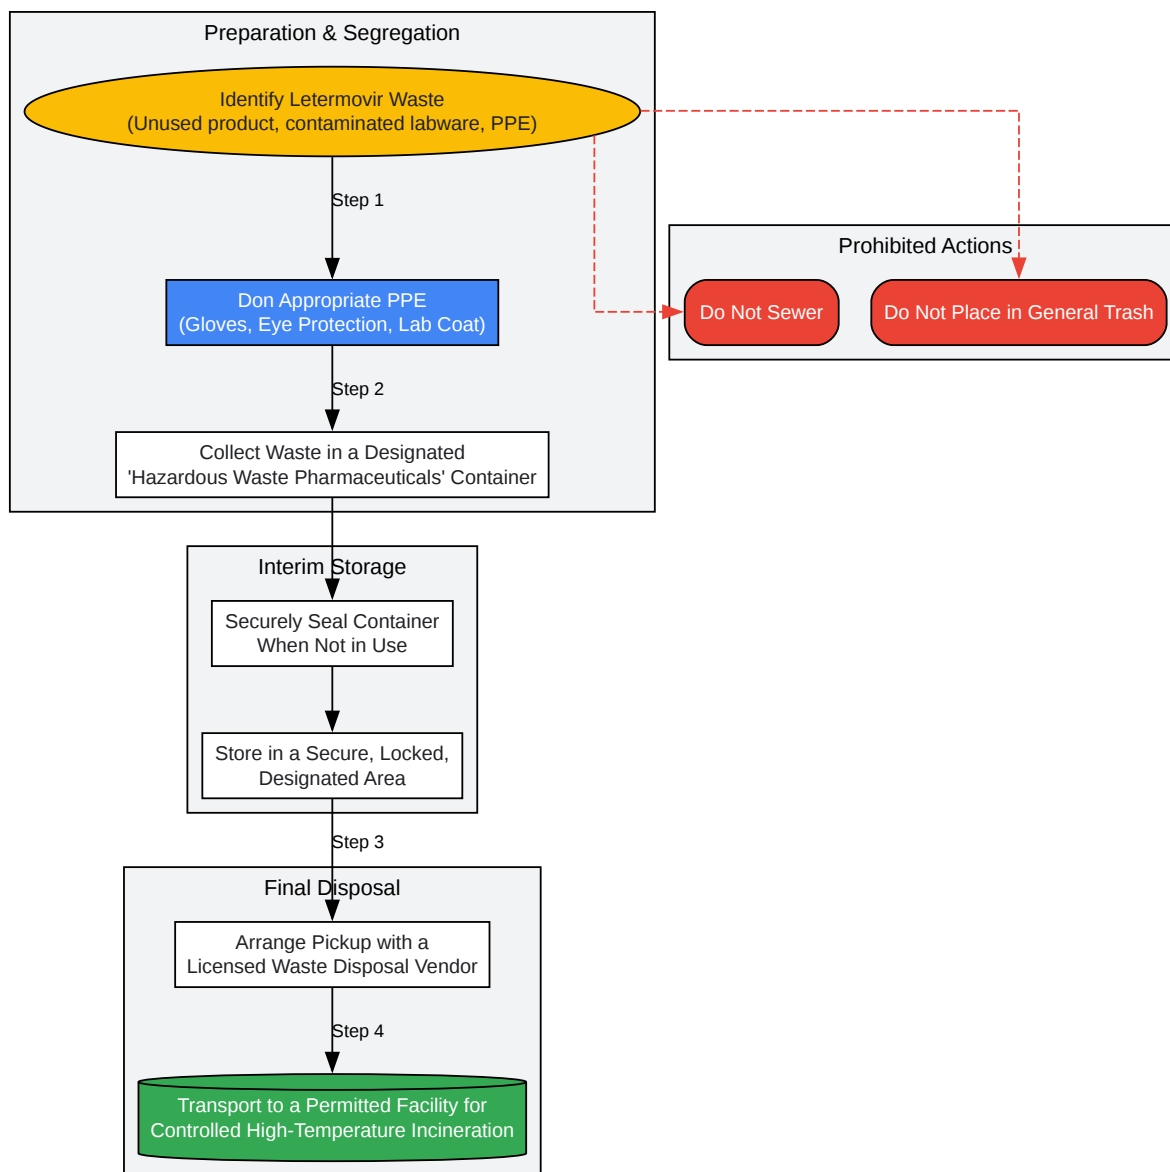 Preparation & Segregation
Identify Letermovir Waste
(Unused product, contaminated labware, PPE)
Step 1
Prohibited Actions
Do Not Sewer
Do Not Place in General Trash
Don Appropriate PPE
(Gloves, Eye Protection, Lab Coat)
Step 2
Collect Waste in a Designated
'Hazardous Waste Pharmaceuticals' Container
Interim Storage
Securely Seal Container
When Not in Use
Store in a Secure, Locked,
Designated Area
Step 3
Final Disposal
Arrange Pickup with a
Licensed Waste Disposal Vendor
Step 4
Transport to a Permitted Facility for
Controlled High-Temperature Incineration